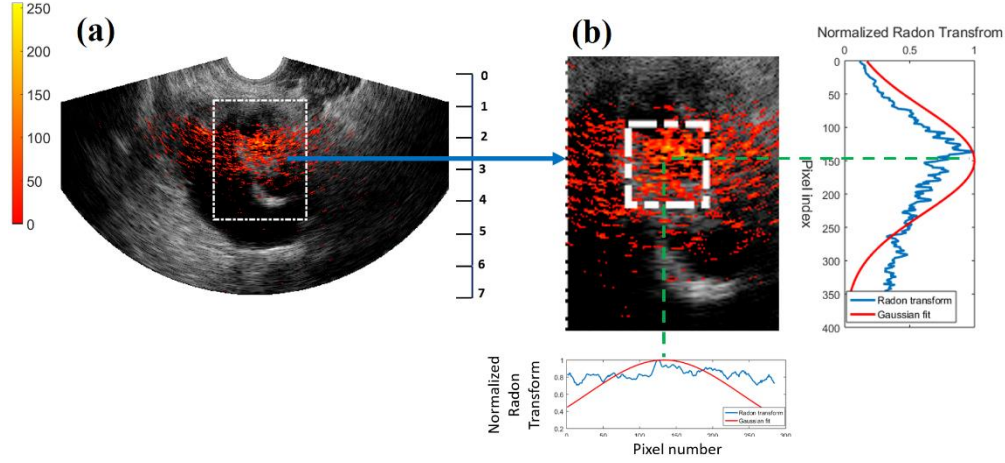 (a)
250
200
150
100
50
0
0
1
2
3
4
5
6
7
(b)
Normalized Radon Transfrom
0 0.5 1
0
50
100
150
200
250
300
350
400
Pixel index
Radon transform
Gaussian fit
Normalized
Radon
Transform
1
0.8
0.6
0.4
0.2
0 50 100 150 200 250 300
Radon transform
Gaussian fit
Pixel number